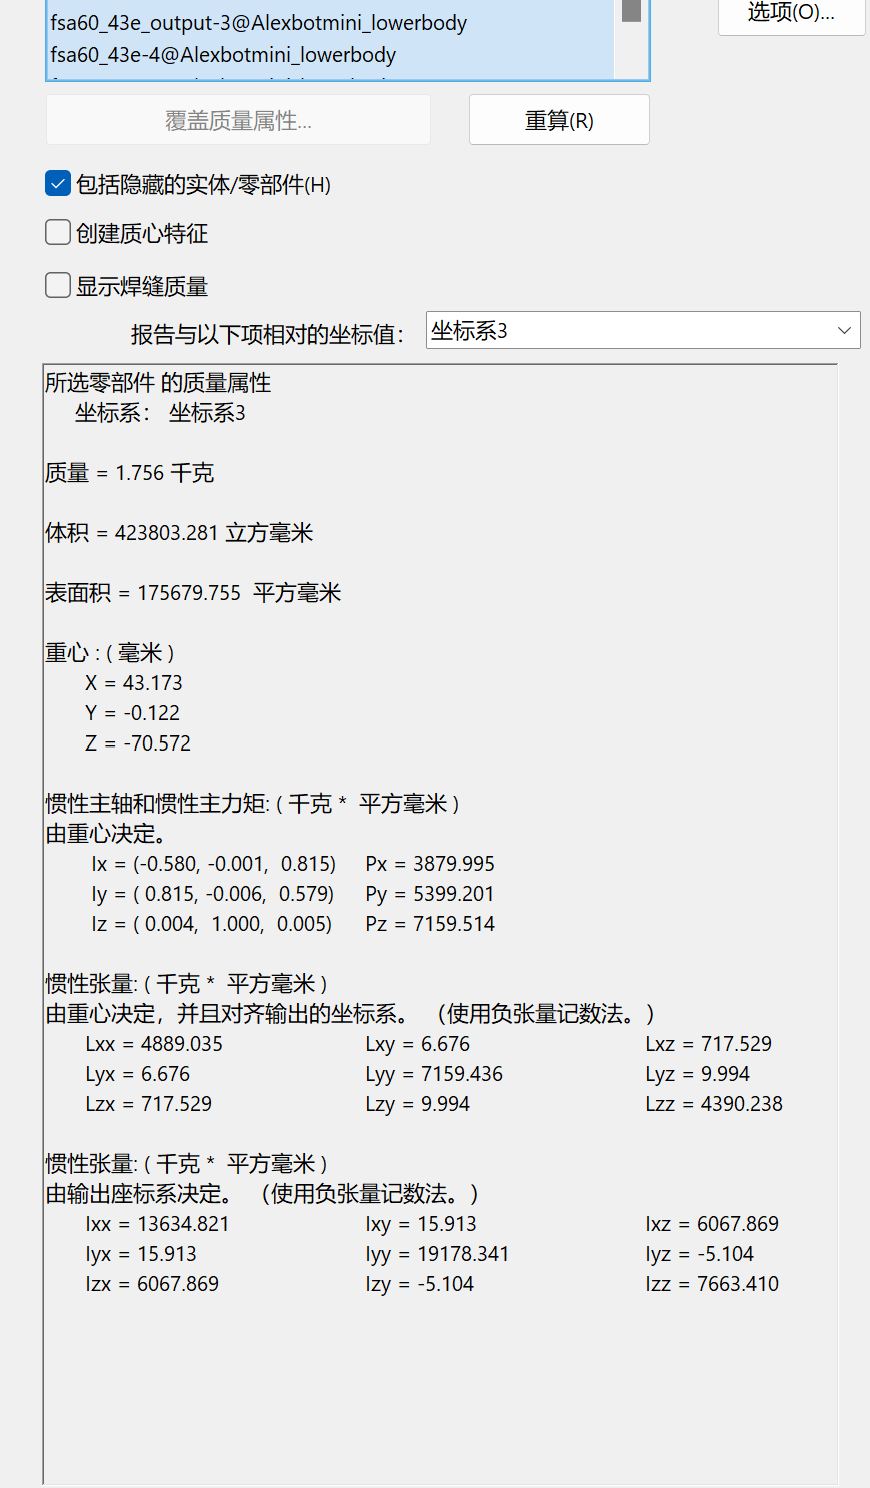 fsa60_43e_output-3@Alexbotmini_lowerbody
选项(O)...
fsa60_43e-4@Alexbotmini_lowerbody
覆盖质量属性...
重算(R)
包括隐藏的实体/零部件(H)
创建质心特征
显示焊缝质量
报告与以下项相对的坐标值： 坐标系3
所选零部件 的质量属性
坐标系： 坐标系3
质量 = 1.756 千克
体积 = 423803.281 立方毫米
表面积 = 175679.755 平方毫米
重心 : ( 毫米 )
X = 43.173
Y = -0.122
Z = -70.572
惯性主轴和惯性主力矩: ( 千克 * 平方毫米 )
由重心决定。
Ix = (-0.580, -0.001, 0.815) Px = 3879.995
Iy = ( 0.815, -0.006, 0.579) Py = 5399.201
Iz = ( 0.004, 1.000, 0.005) Pz = 7159.514
惯性张量: ( 千克 * 平方毫米 )
由重心决定，并且对齐输出的坐标系。 （使用负张量记数法。）
Lxx = 4889.035 Lxy = 6.676 Lxz = 717.529
Lyx = 6.676 Lyy = 7159.436 Lyz = 9.994
Lzx = 717.529 Lzy = 9.994 Lzz = 4390.238
惯性张量: ( 千克 * 平方毫米 )
由输出座标系决定。 （使用负张量记数法。）
Ixx = 13634.821 Ixy = 15.913 Ixz = 6067.869
Iyx = 15.913 Iyy = 19178.341 Iyz = -5.104
Izx = 6067.869 Izy = -5.104 Izz = 7663.410